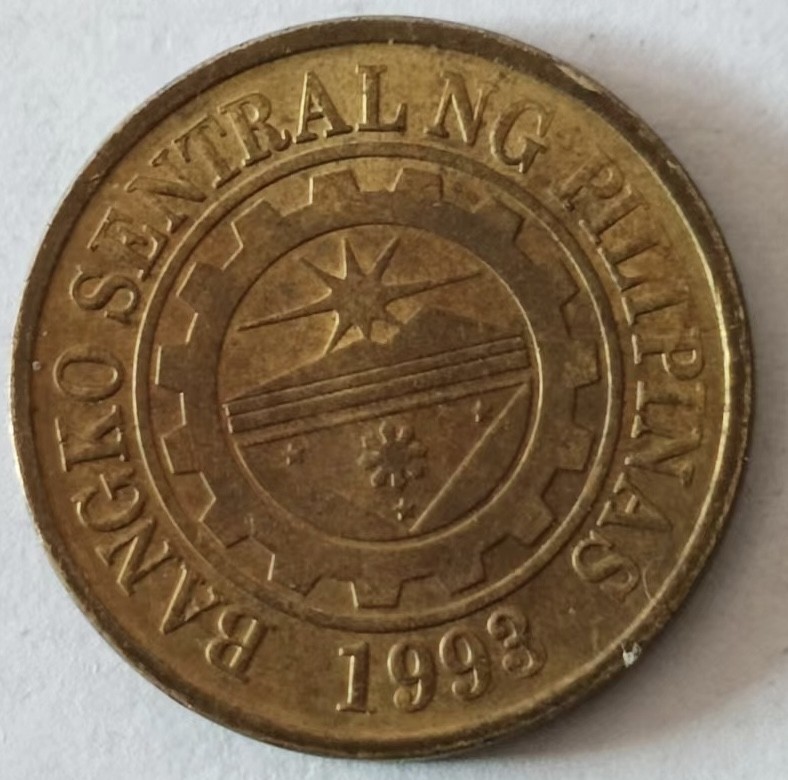 BANGKO SENTRAL NG PILIPINAS
1993